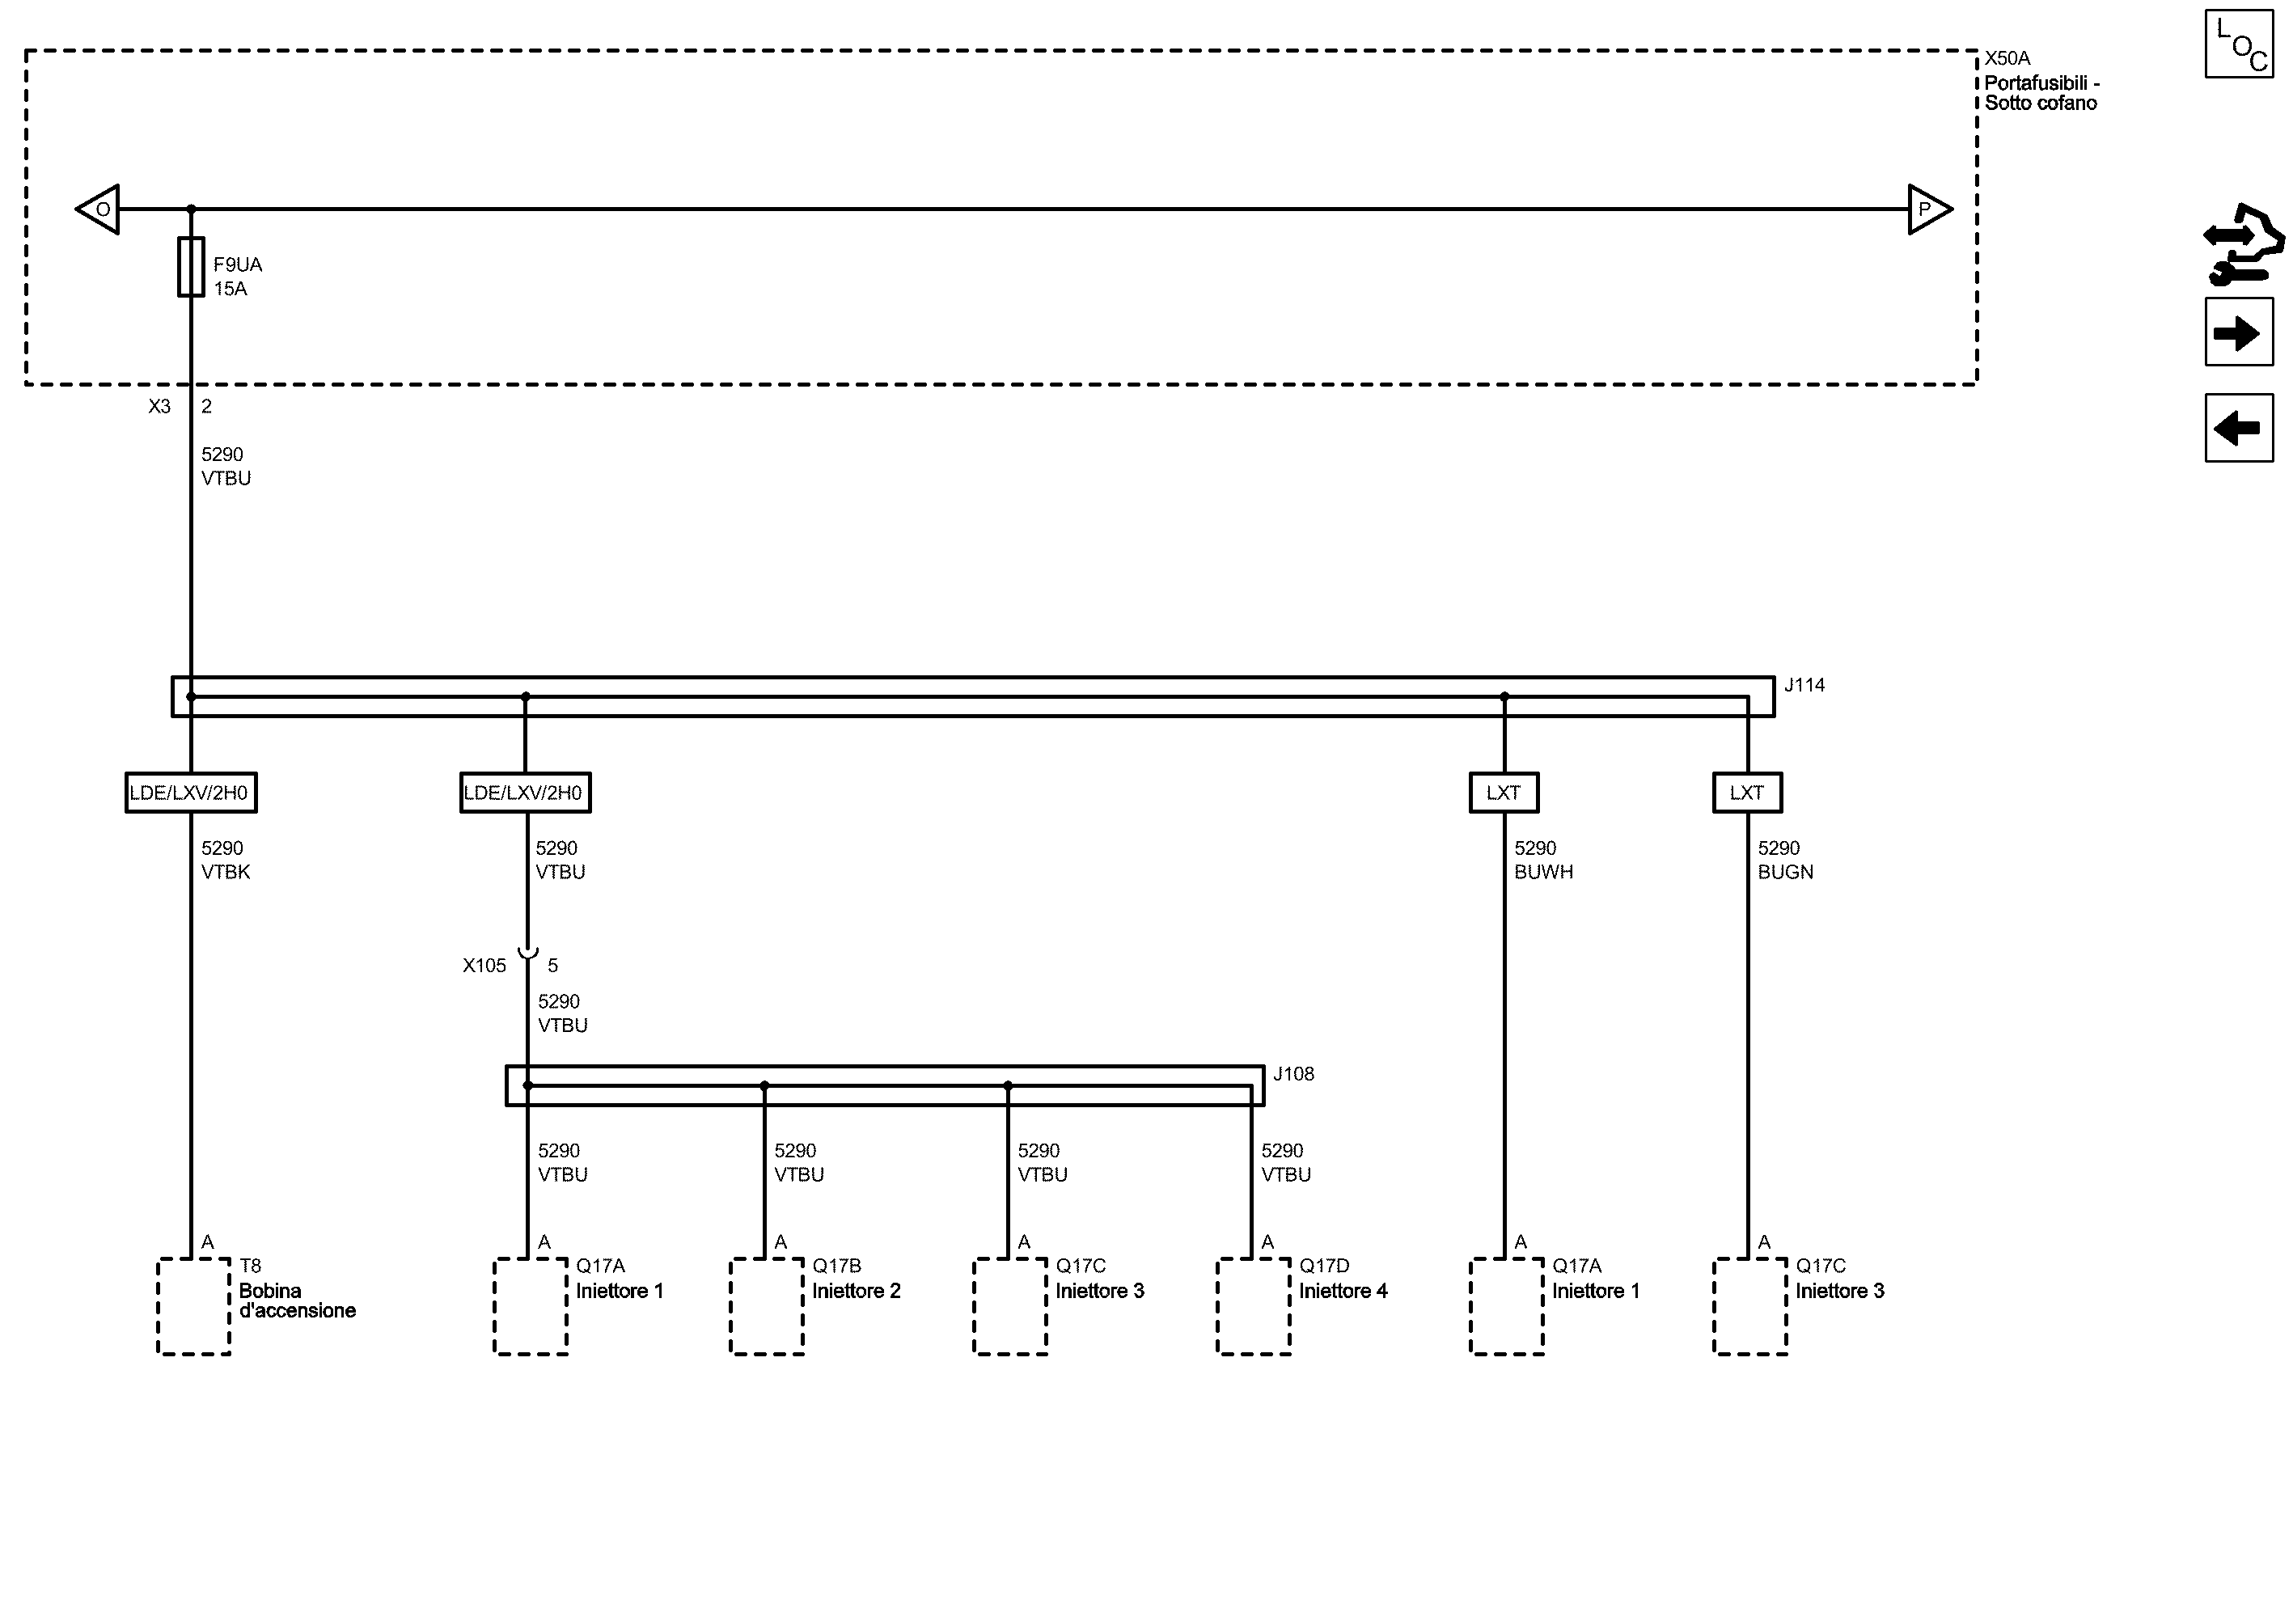 LOC
X50A
Portafusibili -
Sotto cofano
O
P
F9UA
15A
X3 2
5290
VTBU
J114
LDE/LXV/2H0
LDE/LXV/2H0
LXT
LXT
5290
VTBK
5290
VTBU
5290
BUWH
5290
BUGN
X105 5
5290
VTBU
J108
5290
VTBU
5290
VTBU
5290
VTBU
5290
VTBU
A
T8
Bobina
d'accensione
A
Q17A
Iniettore 1
A
Q17B
Iniettore 2
A
Q17C
Iniettore 3
A
Q17D
Iniettore 4
A
Q17A
Iniettore 1
A
Q17C
Iniettore 3